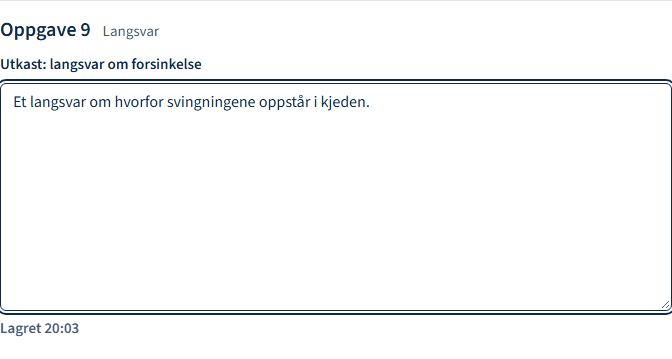 Oppgave 9 Langsvar
Utkast: langsvar om forsinkelse
Et langsvar om hvorfor svingningene oppstår i kjeden.
Lagret 20:03